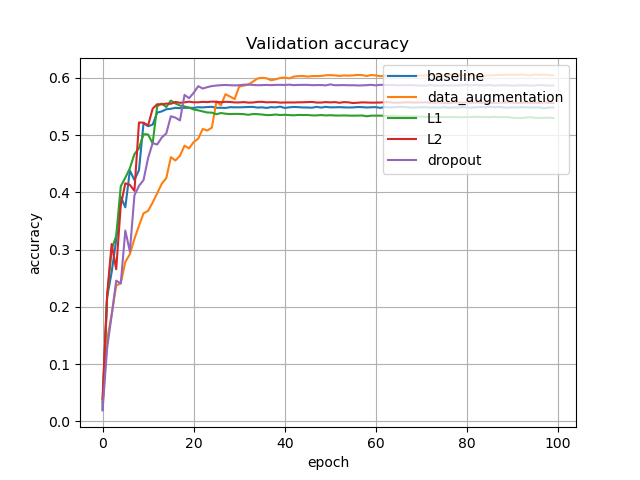 Validation accuracy
0.6
0.5
0.4
0.3
0.2
0.1
0.0
accuracy
baseline
data_augmentation
L1
L2
dropout
0
20
40
60
80
100
epoch